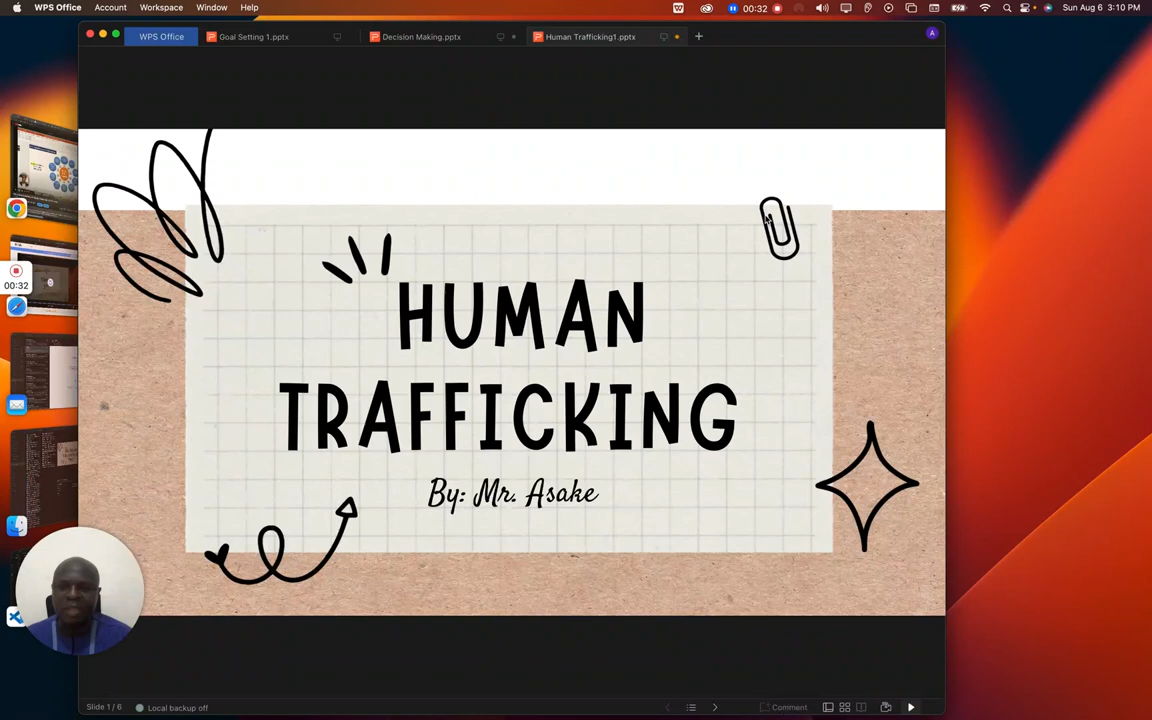 WPS Office Account Workspace Window Help
00:32
Sun Aug 6 3:10 PM
WPS Office
Goal Setting 1.pptx
Decision Making.pptx
Human Trafficking1.pptx
A
00:32
HUMAN
TRAFFICKING
By: Mr. Asake
Slide 1 / 6
Local backup off
Comment